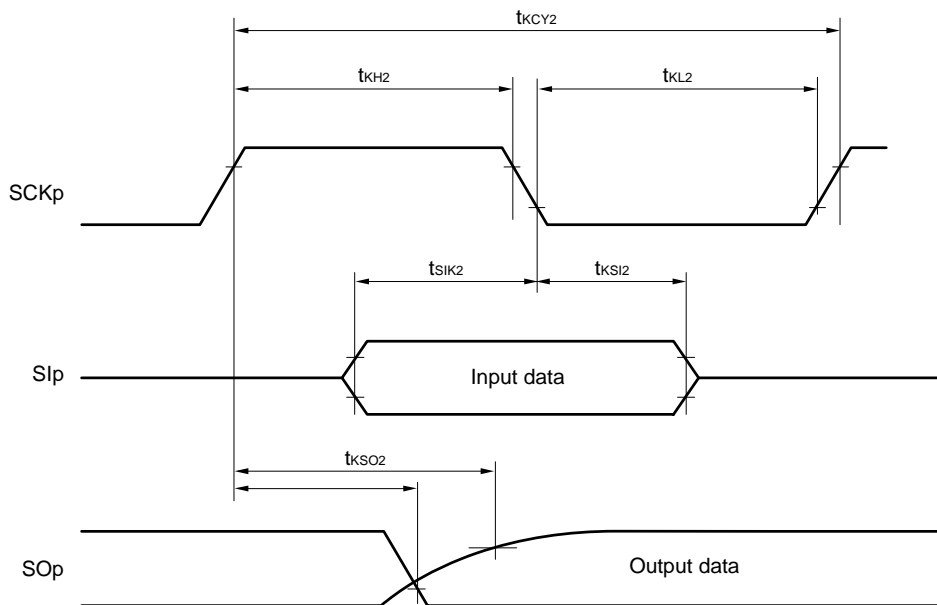 tKCY2
tKH2
tKL2
SCKp
tSIK2
tKSI2
SIp
Input data
tKSO2
SOp
Output data